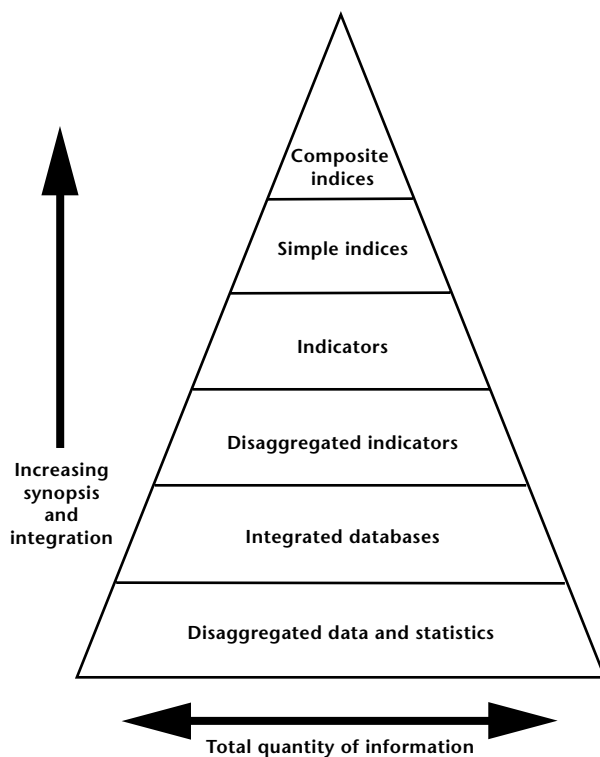 Composite
indices
Simple indices
Indicators
Disaggregated indicators
Increasing
synopsis
and
integration
Integrated databases
Disaggregated data and statistics
Total quantity of information